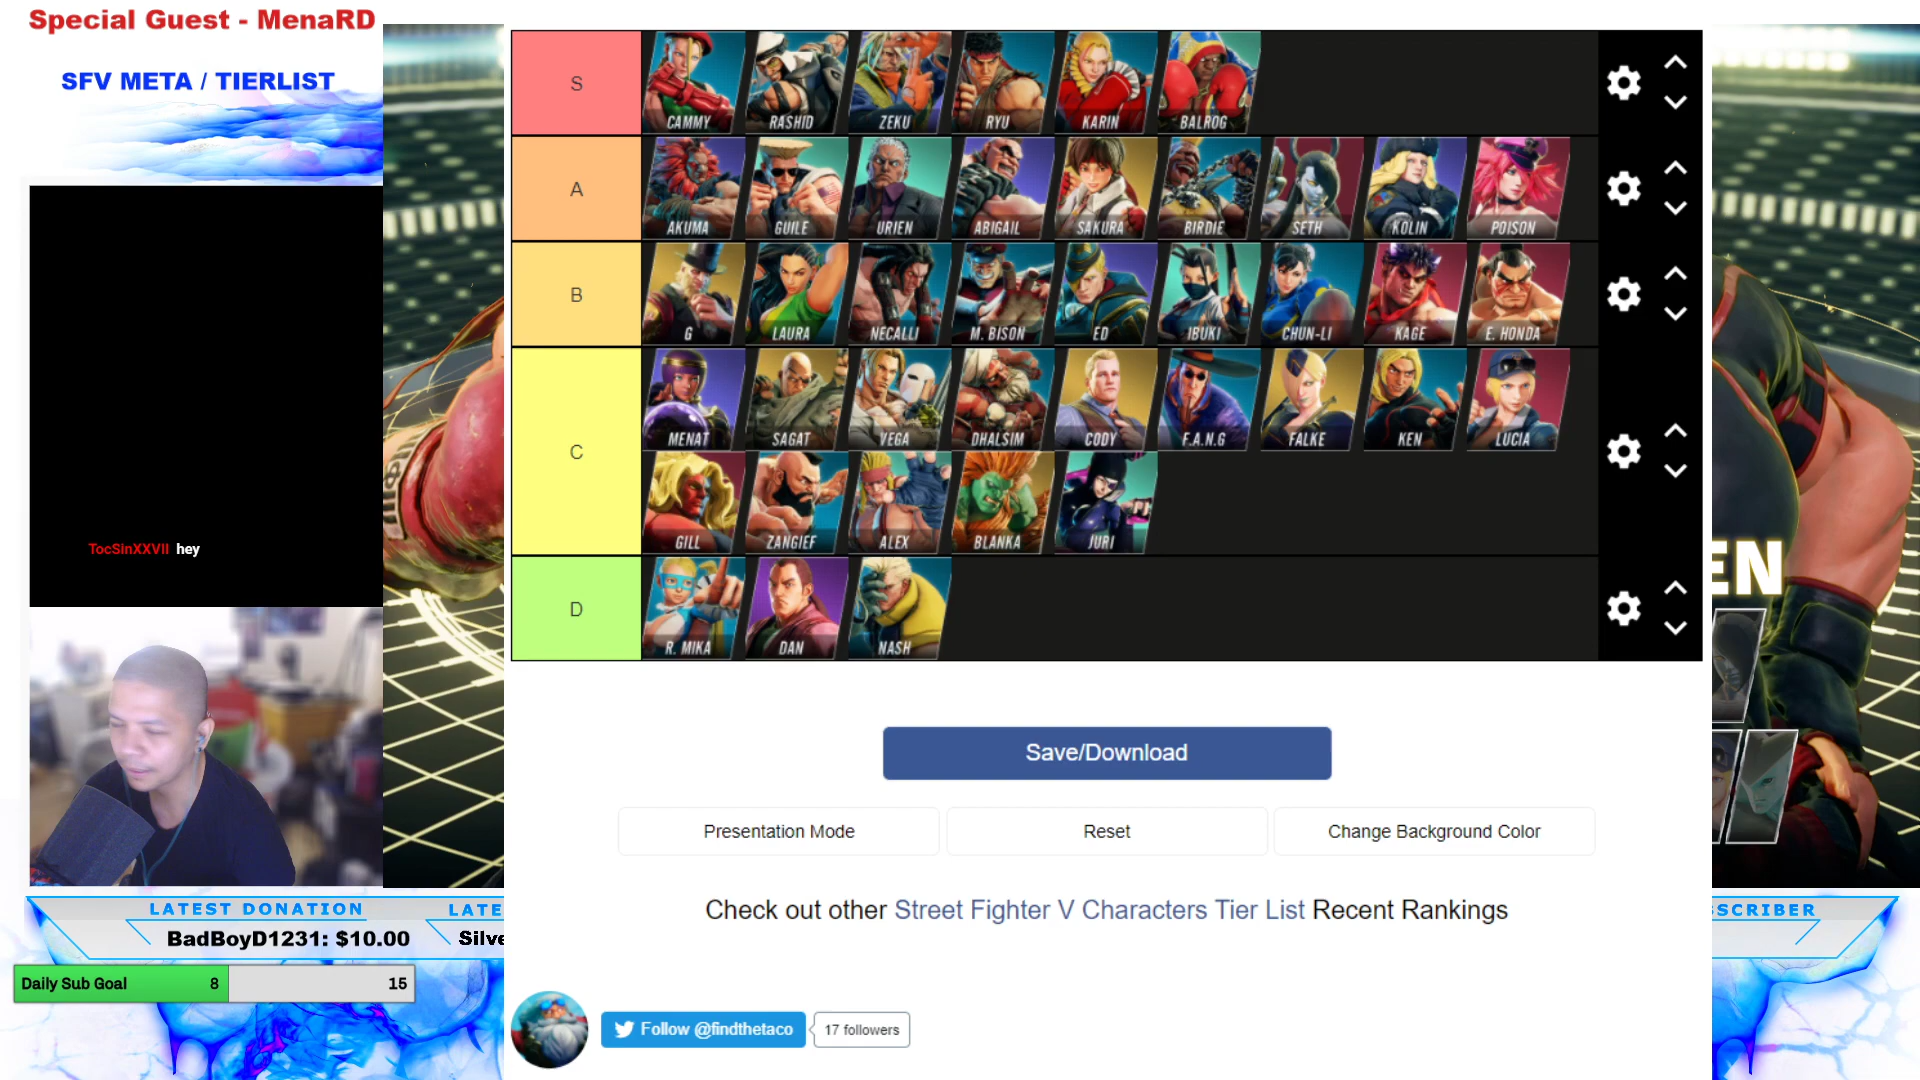 Special Guest - MenaRD
SFV META / TIERLIST
S
CAMMY RASHID ZEKU RYU KARIN BALROG
A
AKUMA GUILE URIEN ABIGAIL SAKURA BIRDIE SETH KOLIN POISON
B
G LAURA NECALLI M. BISON ED IBUKI CHUN-LI KAGE E. HONDA
C
MENAT SAGAT VEGA DHALSIM CODY F.A.N.G FALKE KEN LUCIA
GILL ZANGIEF ALEX BLANKA JURI
D
R. MIKA DAN NASH
TocSinXXVII hey
EN
Save/Download
Presentation Mode Reset Change Background Color
Check out other Street Fighter V Characters Tier List Recent Rankings
LATEST DONATION
BadBoyD1231: $10.00
LATE
Silve
SCRIBER
Daily Sub Goal 8 15
Follow @findthetaco 17 followers